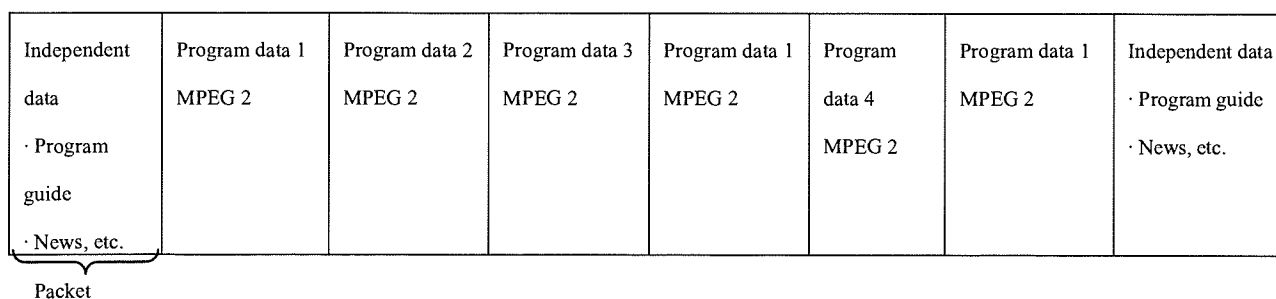 Independent
data
· Program
guide
· News, etc.
Program data 1
MPEG 2
Program data 2
MPEG 2
Program data 3
MPEG 2
Program data 1
MPEG 2
Program
data 4
MPEG 2
Program data 1
MPEG 2
Independent data
· Program guide
· News, etc.
Packet